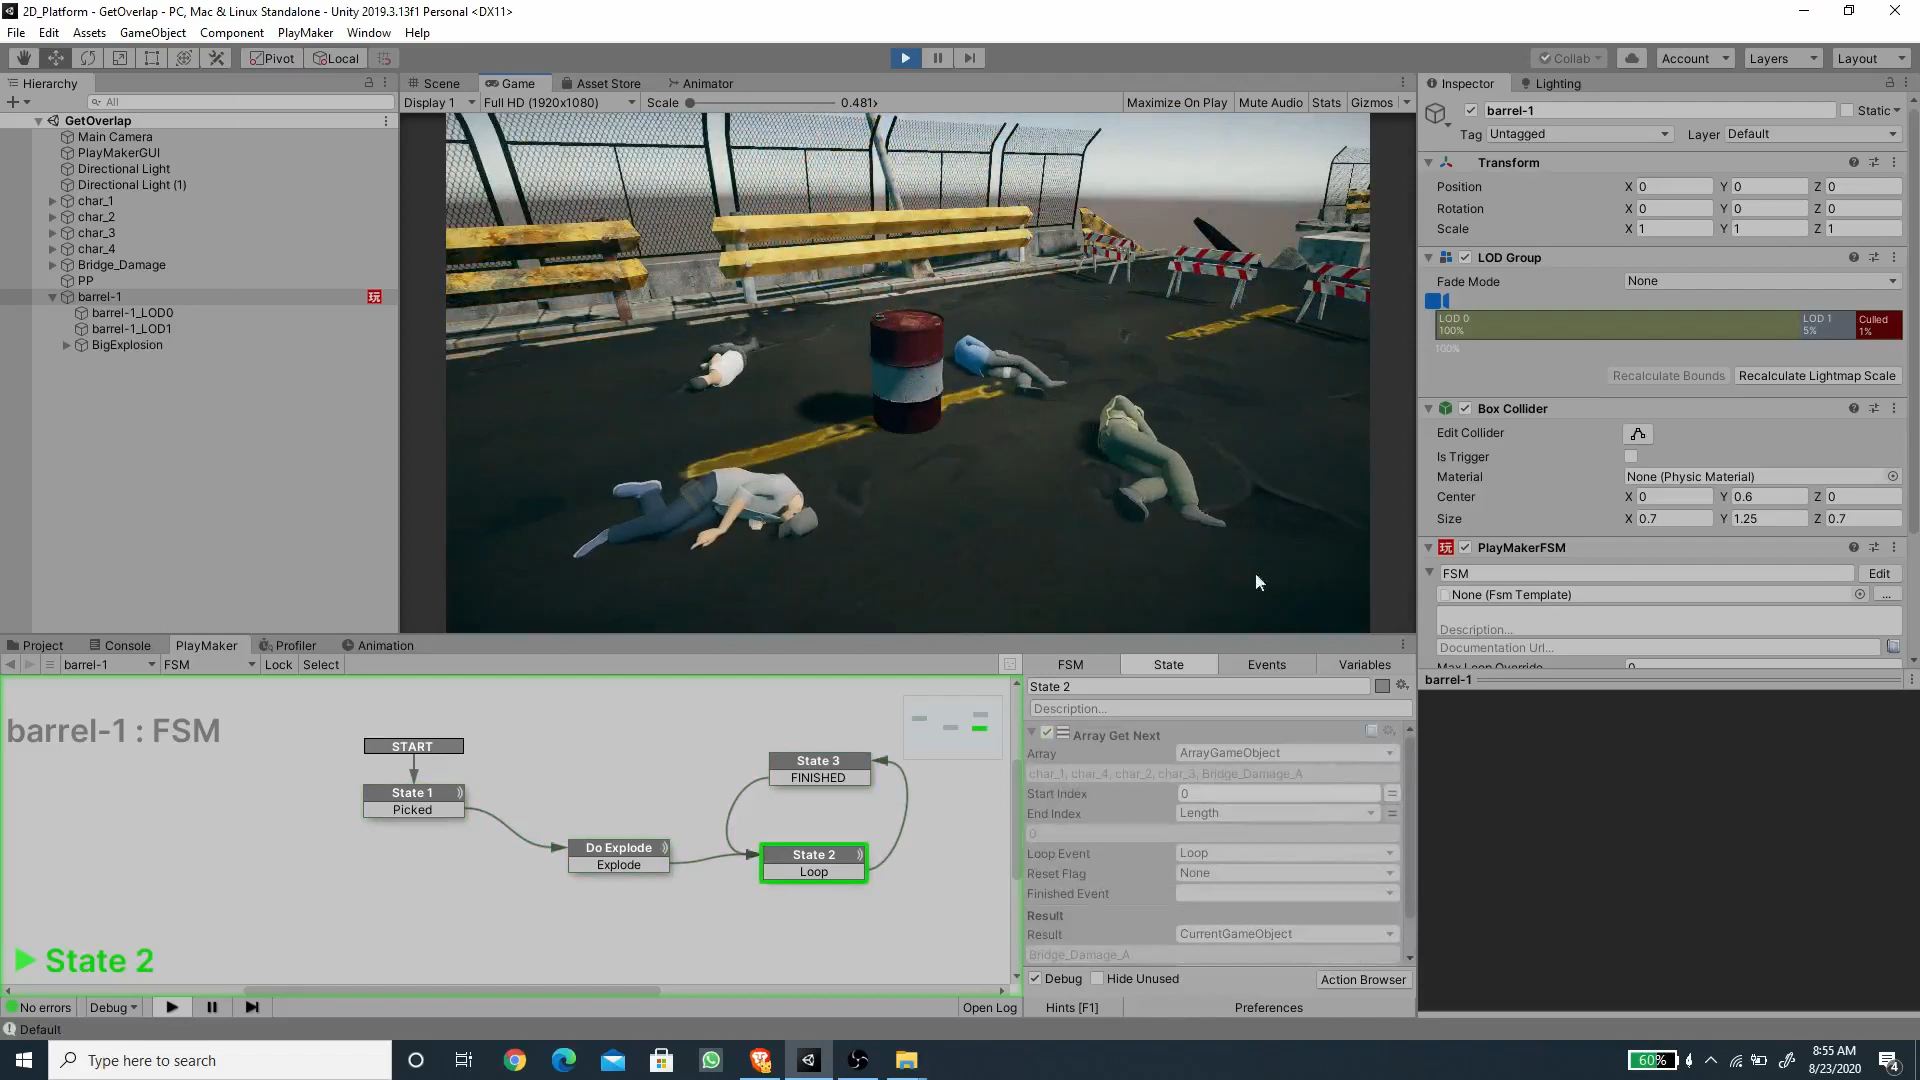 2D_Platform - GetOverlap - PC, Mac & Linux Standalone - Unity 2019.3.13f1 Personal <DX11>
File Edit Assets GameObject Component PlayMaker Window Help
Pivot Local Collab Account Layers Layout
Hierarchy
All
GetOverlap
Main Camera
PlayMakerGUI
Directional Light
Directional Light (1)
char_1
char_2
char_3
char_4
Bridge_Damage
PP
barrel-1 玩
barrel-1_LOD0
barrel-1_LOD1
BigExplosion
Scene Game Asset Store Animator
Display 1 Full HD (1920x1080) Scale 0.481x Maximize On Play Mute Audio Stats Gizmos
Inspector Lighting
barrel-1 Static
Tag Untagged Layer Default
Transform
Position X 0 Y 0 Z 0
Rotation X 0 Y 0 Z 0
Scale X 1 Y 1 Z 1
LOD Group
Fade Mode None
LOD 0 LOD 1 Culled
100% 5% 1%
100%
Recalculate Bounds Recalculate Lightmap Scale
Box Collider
Edit Collider
Is Trigger
Material None (Physic Material)
Center X 0 Y 0.6 Z 0
Size X 0.7 Y 1.25 Z 0.7
玩 PlayMakerFSM
FSM Edit
None (Fsm Template) ...
Description...
Documentation Url...
Max Loop Override 0
barrel-1
Project Console PlayMaker Profiler Animation
barrel-1 FSM Lock Select
barrel-1 : FSM
START
State 1
Picked
Do Explode
Explode
State 3
FINISHED
State 2
Loop
State 2
No errors Debug Open Log
FSM State Events Variables
State 2
Description...
Array Get Next
Array ArrayGameObject
char_1, char_4, char_2, char_3, Bridge_Damage_A
Start Index 0
End Index Length
0
Loop Event Loop
Reset Flag None
Finished Event
Result
Result CurrentGameObject
Bridge_Damage_A
Debug Hide Unused Action Browser
Hints [F1] Preferences
Default
Type here to search
60%
8:55 AM
8/23/2020
4